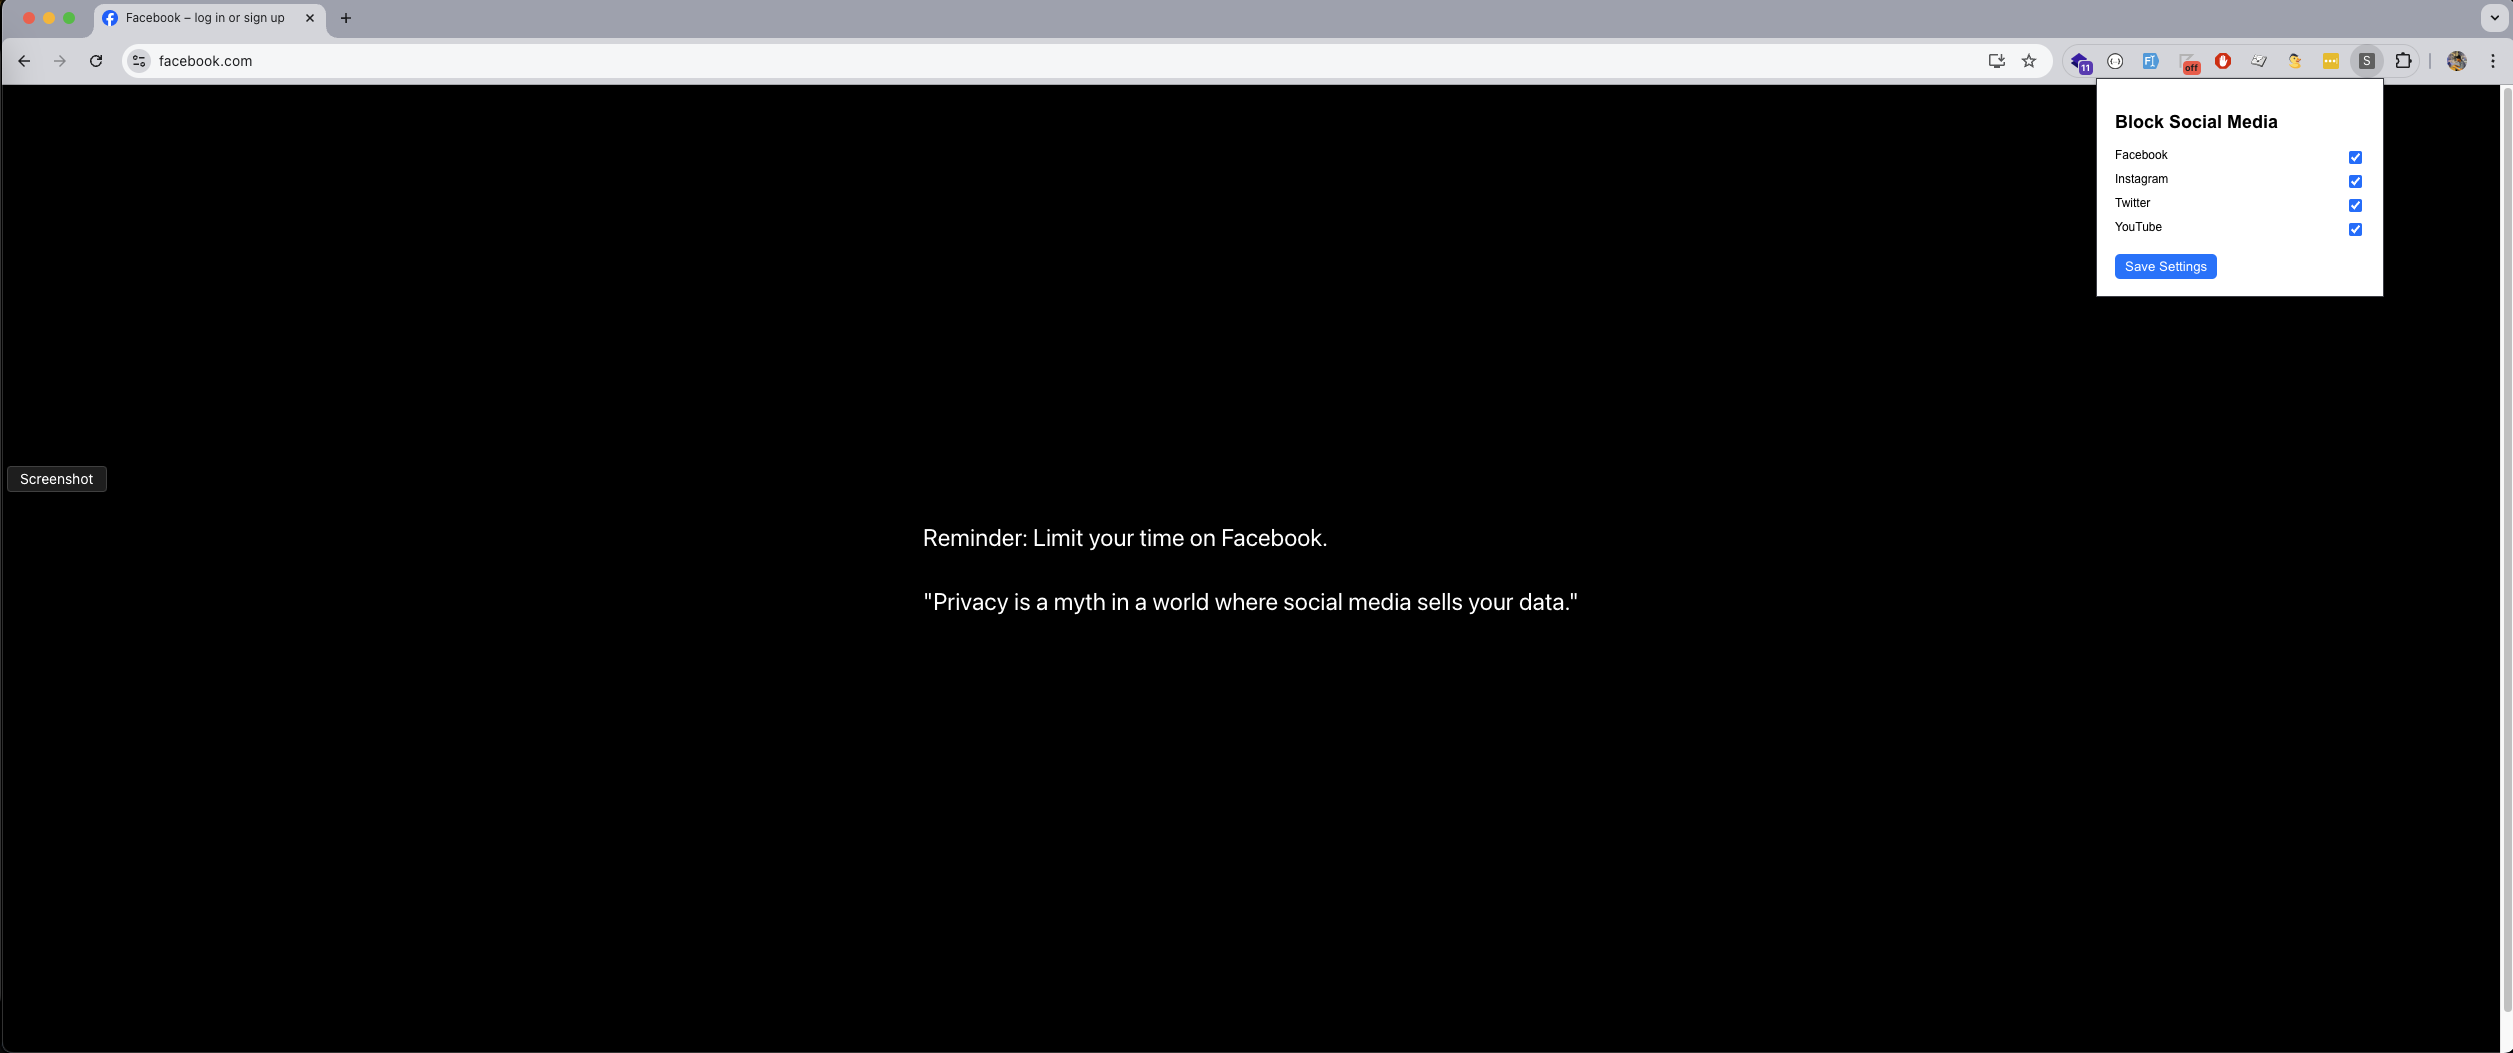 Facebook – log in or sign up
facebook.com
11
off
S
Block Social Media
Facebook
Instagram
Twitter
YouTube
Save Settings
Screenshot
Reminder: Limit your time on Facebook.
"Privacy is a myth in a world where social media sells your data."